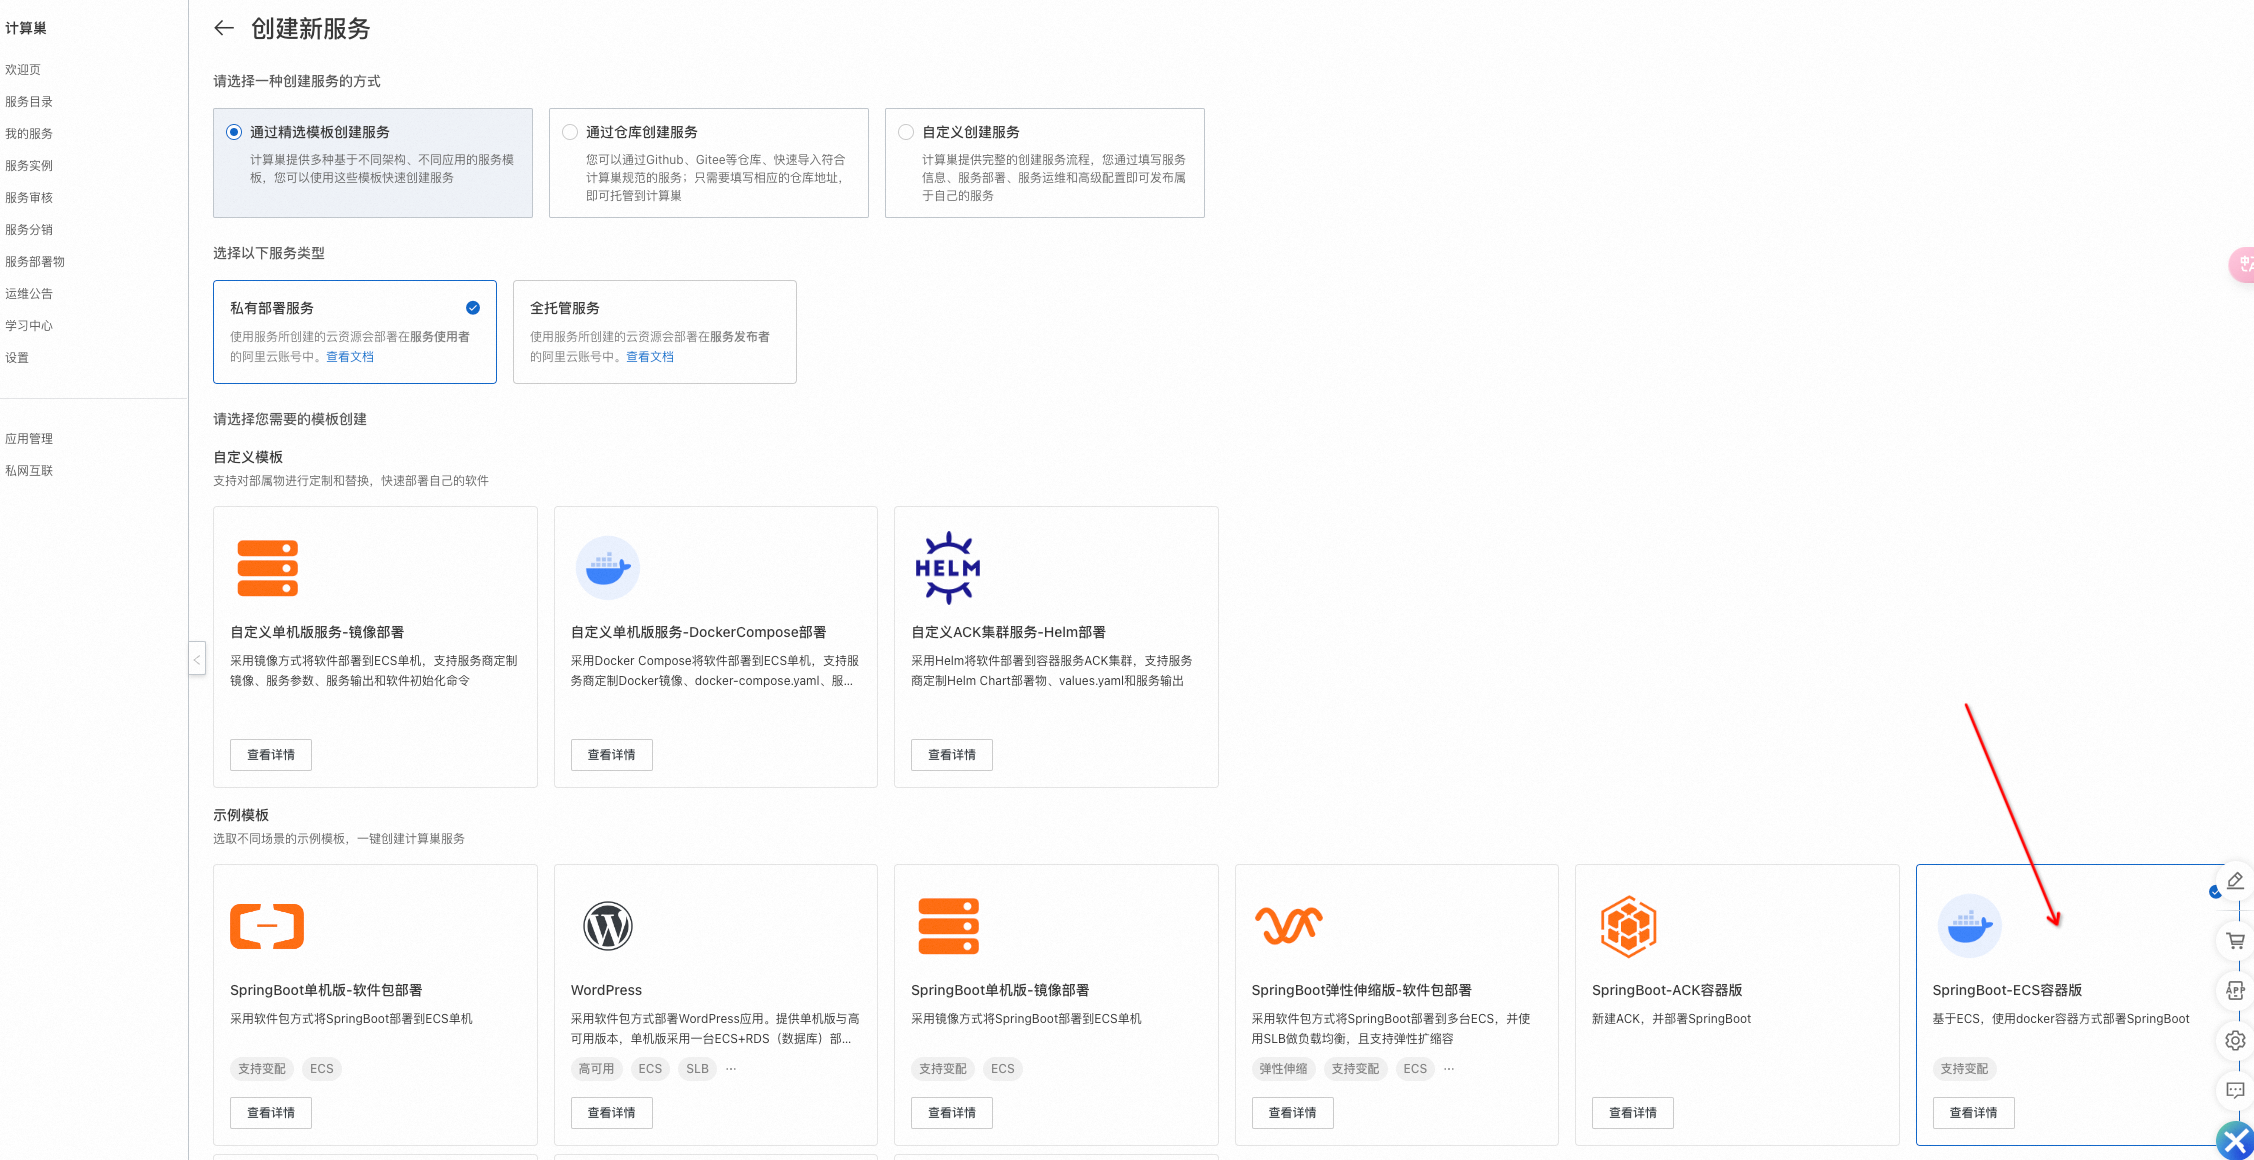 计算巢
欢迎页
服务目录
我的服务
服务实例
服务审核
服务分销
服务部署物
运维公告
学习中心
设置
应用管理
私网互联
创建新服务
请选择一种创建服务的方式
通过精选模板创建服务
计算巢提供多种基于不同架构、不同应用的服务模
板，您可以使用这些模板快速创建服务
通过仓库创建服务
您可以通过Github、Gitee等仓库、快速导入符合
计算巢规范的服务；只需要填写相应的仓库地址，
即可托管到计算巢
自定义创建服务
计算巢提供完整的创建服务流程，您通过填写服务
信息、服务部署、服务运维和高级配置即可发布属
于自己的服务
选择以下服务类型
私有部署服务
使用服务所创建的云资源会部署在服务使用者
的阿里云账号中。查看文档
全托管服务
使用服务所创建的云资源会部署在服务发布者
的阿里云账号中。查看文档
请选择您需要的模板创建
自定义模板
支持对部属物进行定制和替换，快速部署自己的软件
自定义单机版服务-镜像部署
采用镜像方式将软件部署到ECS单机，支持服务商定制
镜像、服务参数、服务输出和软件初始化命令
查看详情
自定义单机版服务-DockerCompose部署
采用Docker Compose将软件部署到ECS单机，支持服
务商定制Docker镜像、docker-compose.yaml、服...
查看详情
HELM
自定义ACK集群服务-Helm部署
采用Helm将软件部署到容器服务ACK集群，支持服务
商定制Helm Chart部署物、values.yaml和服务输出
查看详情
示例模板
选取不同场景的示例模板，一键创建计算巢服务
SpringBoot单机版-软件包部署
采用软件包方式将SpringBoot部署到ECS单机
支持变配 ECS
查看详情
WordPress
采用软件包方式部署WordPress应用。提供单机版与高
可用版本，单机版采用一台ECS+RDS（数据库）部...
高可用 ECS SLB ...
查看详情
SpringBoot单机版-镜像部署
采用镜像方式将SpringBoot部署到ECS单机
支持变配 ECS
查看详情
SpringBoot弹性伸缩版-软件包部署
采用软件包方式将SpringBoot部署到多台ECS，并使
用SLB做负载均衡，且支持弹性扩缩容
弹性伸缩 支持变配 ECS ...
查看详情
SpringBoot-ACK容器版
新建ACK，并部署SpringBoot
查看详情
SpringBoot-ECS容器版
基于ECS，使用docker容器方式部署SpringBoot
支持变配
查看详情
APP